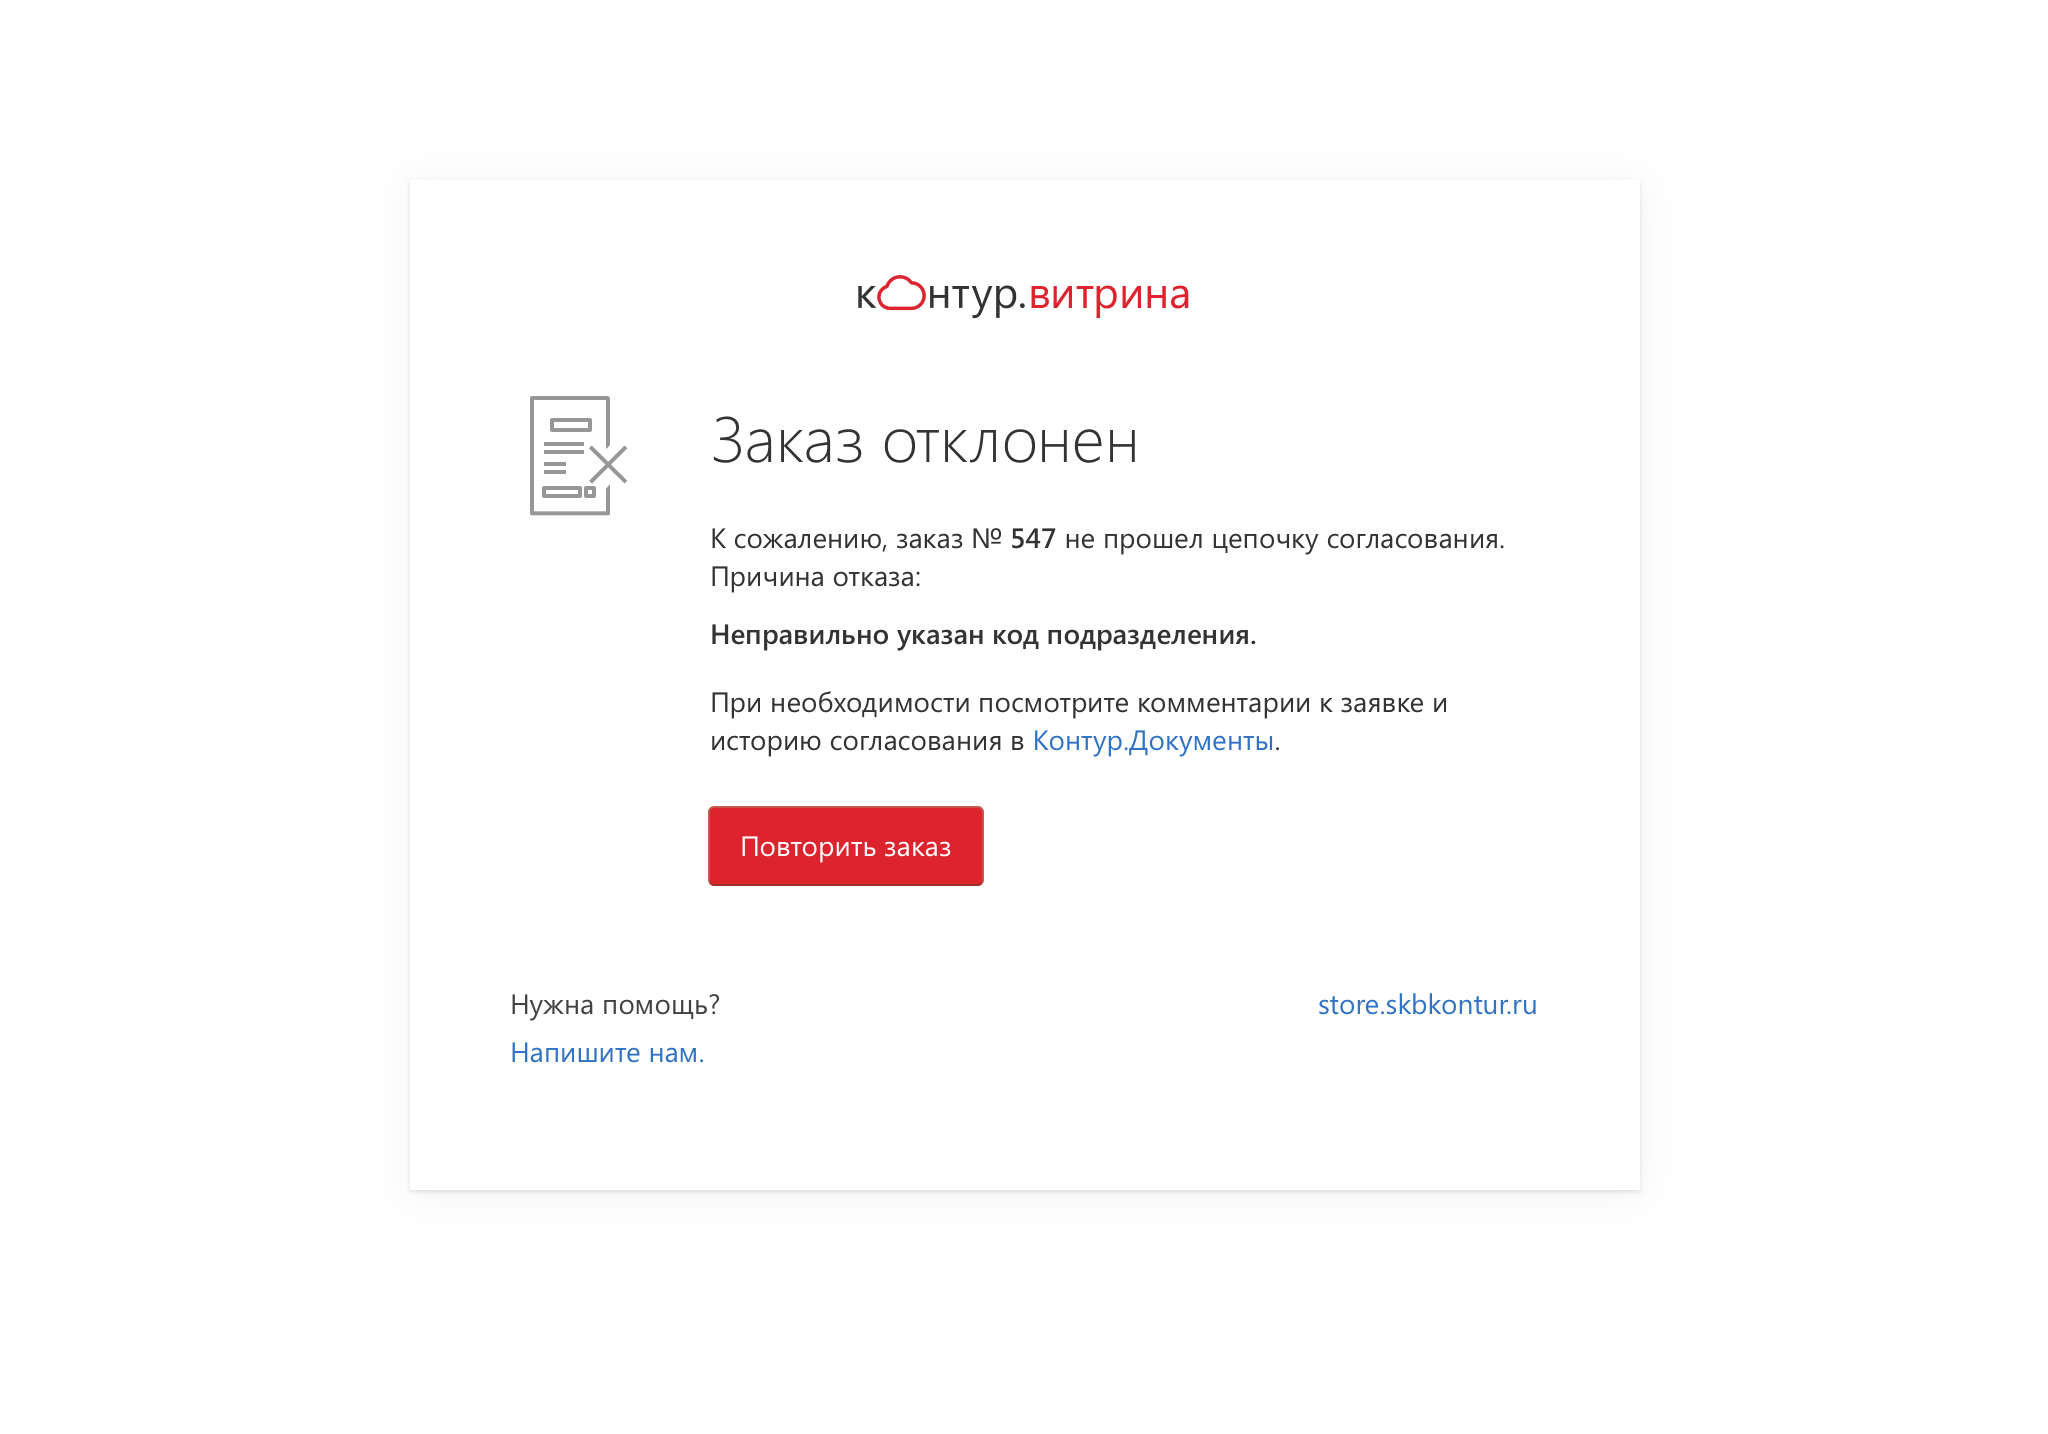 контур.витрина
Заказ отклонен
К сожалению, заказ № 547 не прошел цепочку согласования.
Причина отказа:
Неправильно указан код подразделения.
При необходимости посмотрите комментарии к заявке и
историю согласования в Контур.Документы.
Повторить заказ
Нужна помощь?
store.skbkontur.ru
Напишите нам.